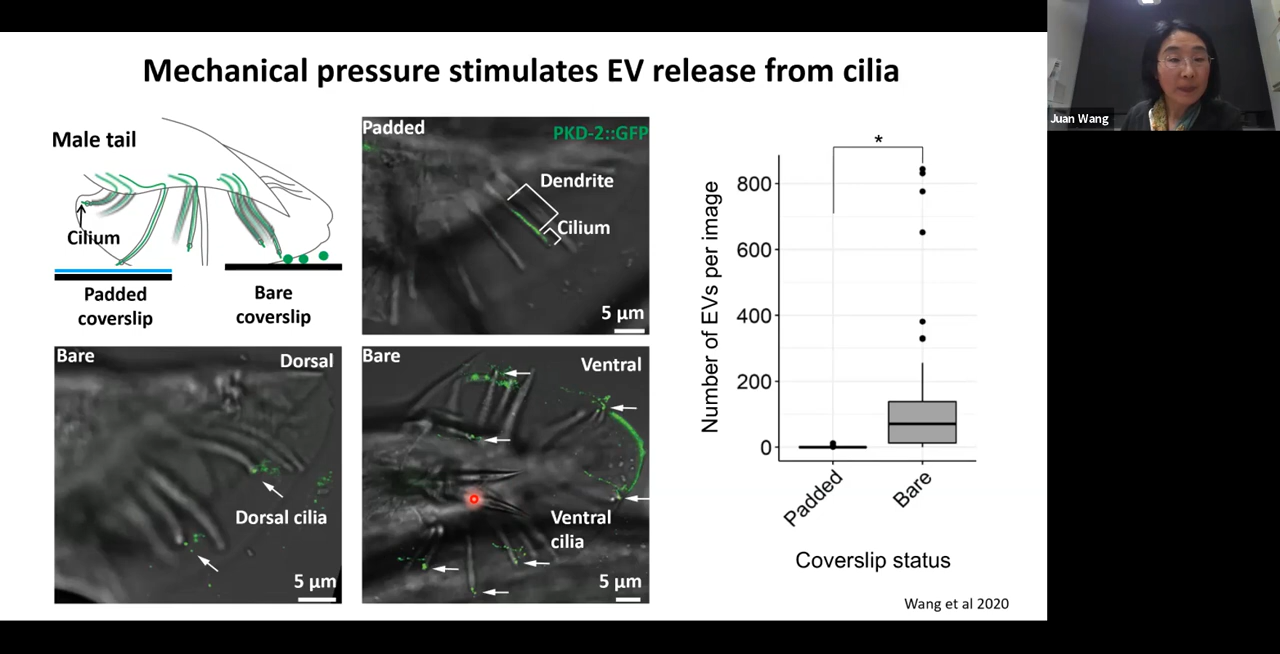 Mechanical pressure stimulates EV release from cilia
Juan Wang
Male tail
Cilium
Padded
coverslip
Bare
coverslip
Padded
PKD-2::GFP
Dendrite
Cilium
5 µm
Bare
Dorsal
Dorsal cilia
5 µm
Bare
Ventral
Ventral
cilia
5 µm
*
Number of EVs per image
800
600
400
200
0
Padded
Bare
Coverslip status
Wang et al 2020